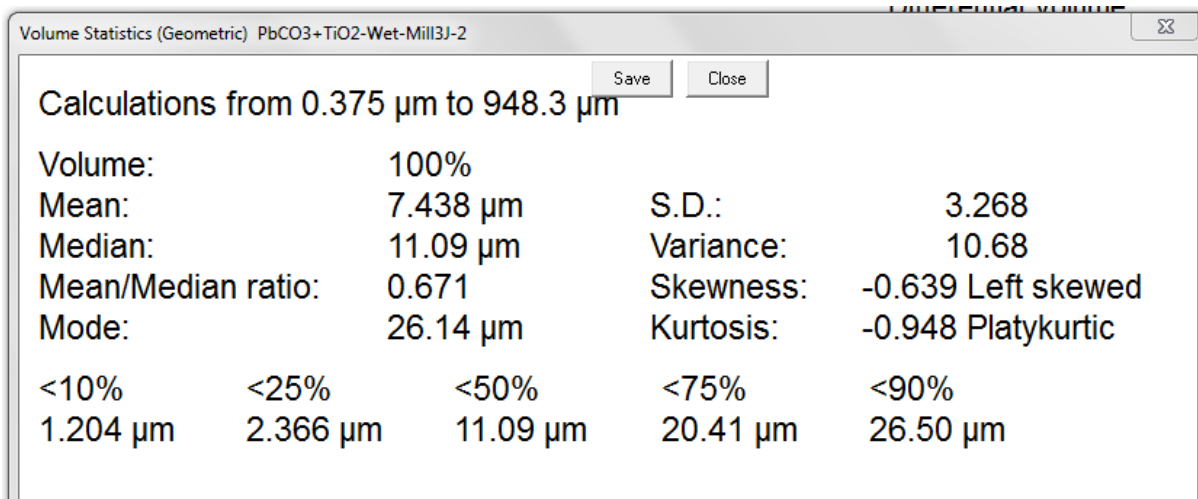 Differential Volume
Volume Statistics (Geometric) PbCO3+TiO2-Wet-Mill3J-2
Save Close
Calculations from 0.375 µm to 948.3 µm
Volume: 100%
Mean: 7.438 µm S.D.: 3.268
Median: 11.09 µm Variance: 10.68
Mean/Median ratio: 0.671 Skewness: -0.639 Left skewed
Mode: 26.14 µm Kurtosis: -0.948 Platykurtic
<10% <25% <50% <75% <90%
1.204 µm 2.366 µm 11.09 µm 20.41 µm 26.50 µm